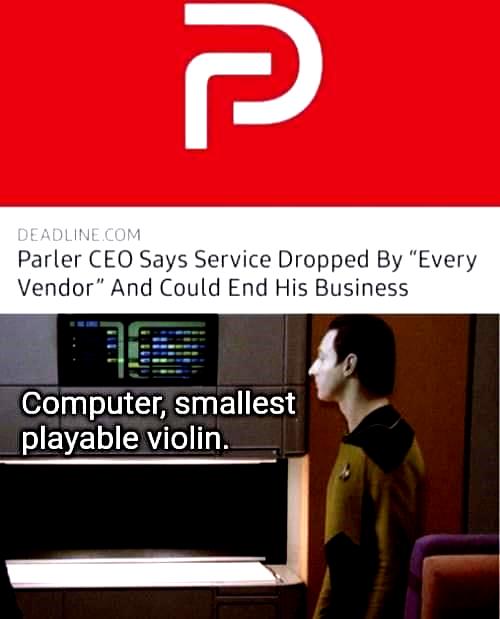 DEADLINE.COM
Parler CEO Says Service Dropped By “Every
Vendor” And Could End His Business
Computer, smallest
playable violin.